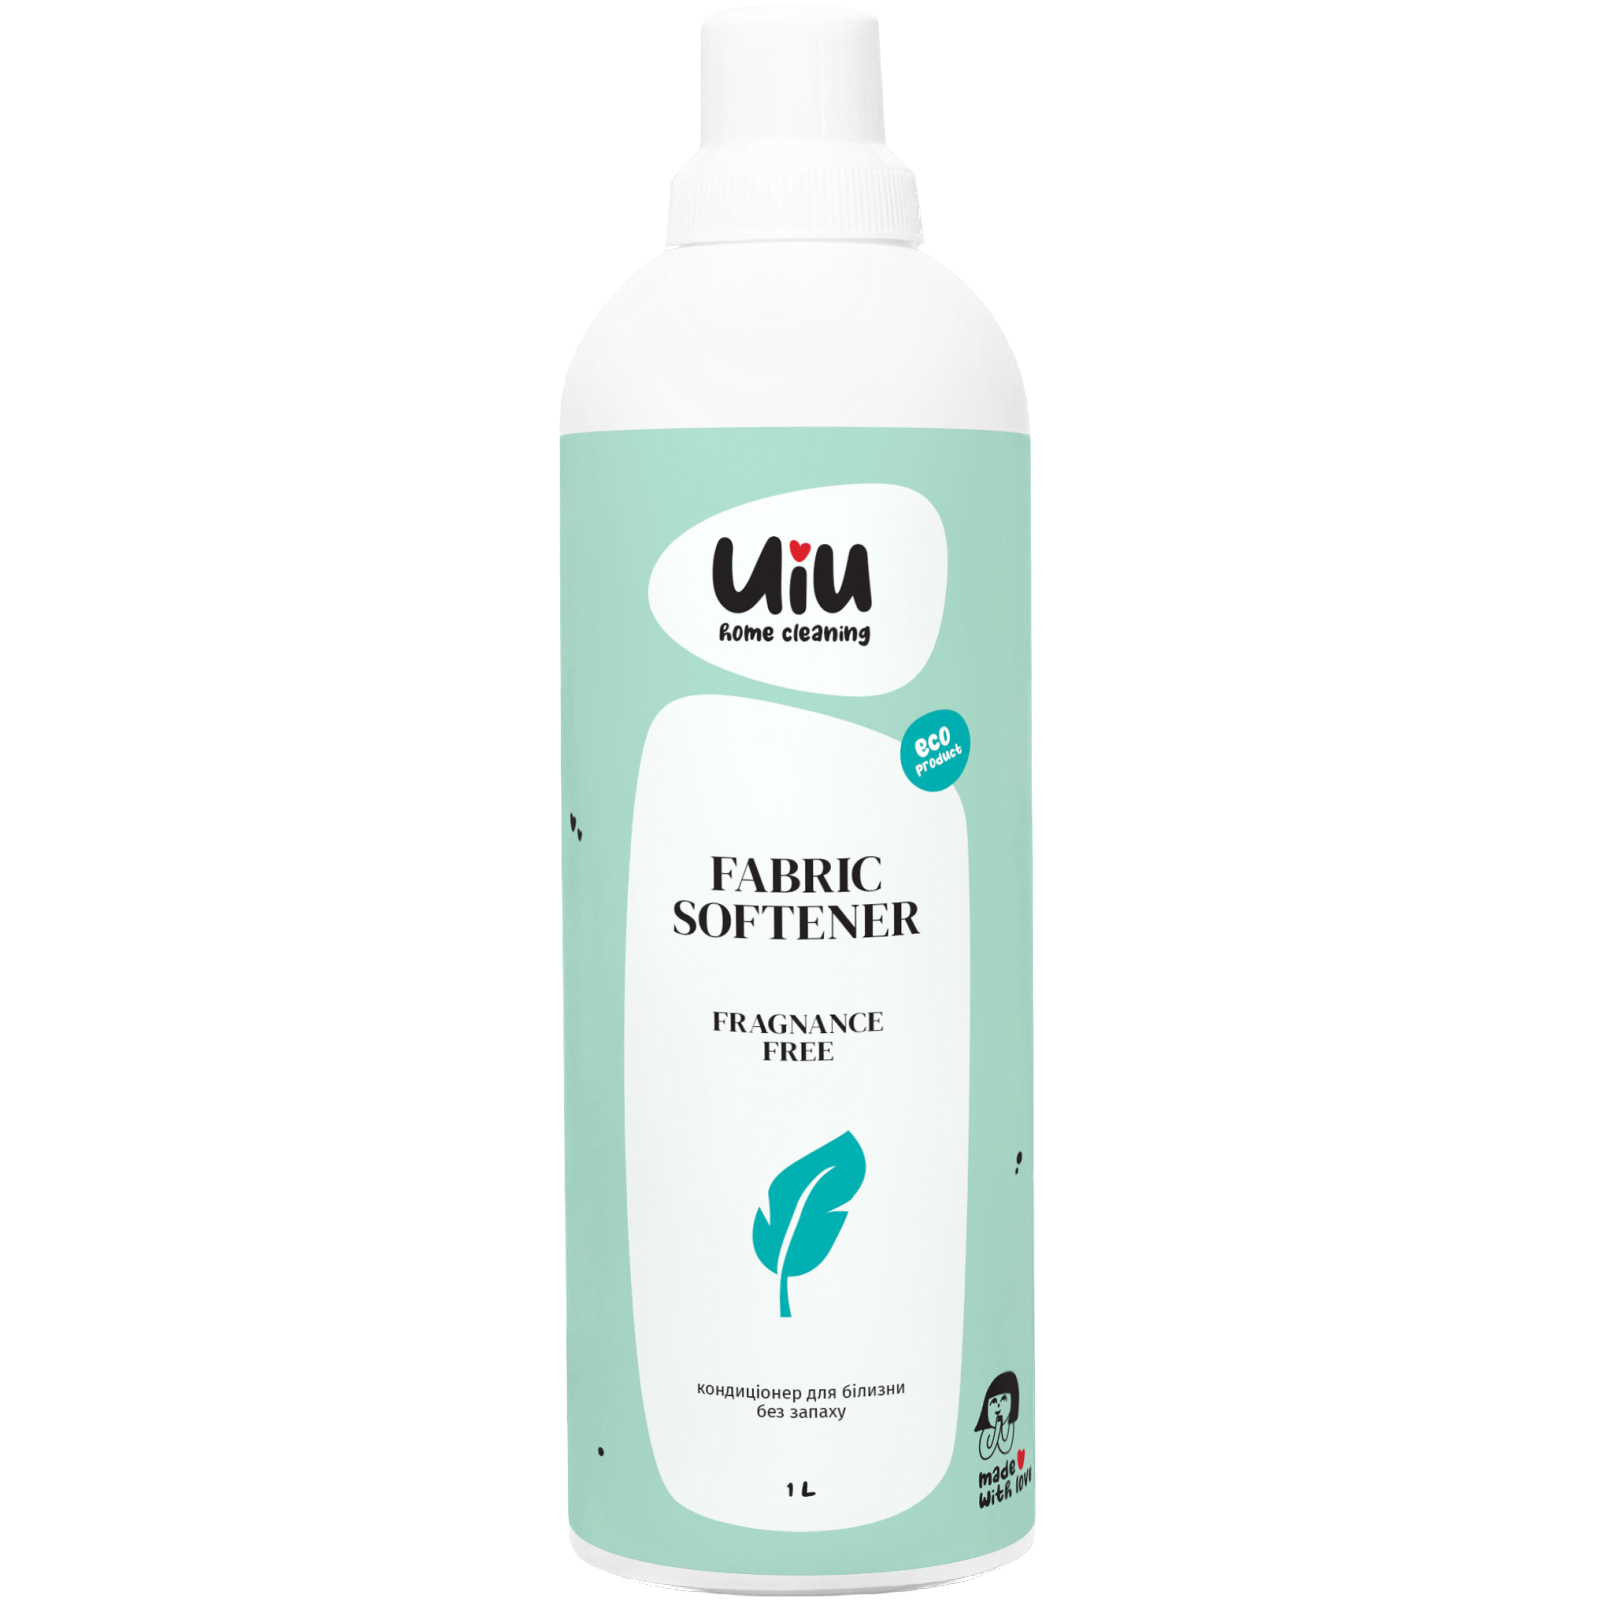 uiu
home cleaning
eco
product
FABRIC
SOFTENER
FRAGNANCE
FREE
кондиціонер для білизни
без запаху
1 L
made
with love